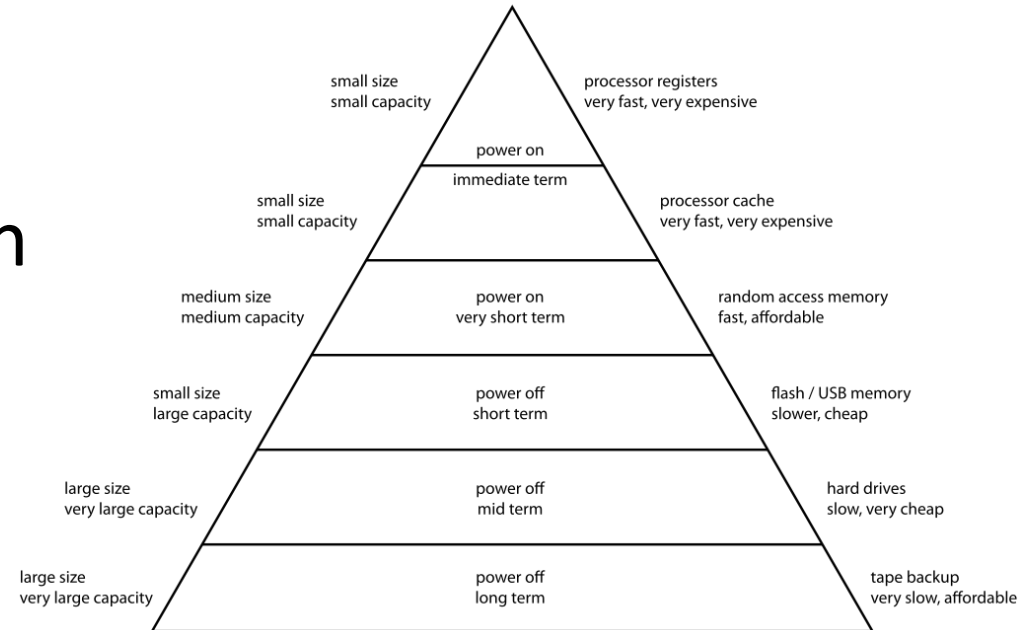 small size
small capacity
processor registers
very fast, very expensive
power on
immediate term
small size
small capacity
processor cache
very fast, very expensive
n
medium size
medium capacity
power on
very short term
random access memory
fast, affordable
small size
large capacity
power off
short term
flash / USB memory
slower, cheap
large size
very large capacity
power off
mid term
hard drives
slow, very cheap
large size
very large capacity
power off
long term
tape backup
very slow, affordable